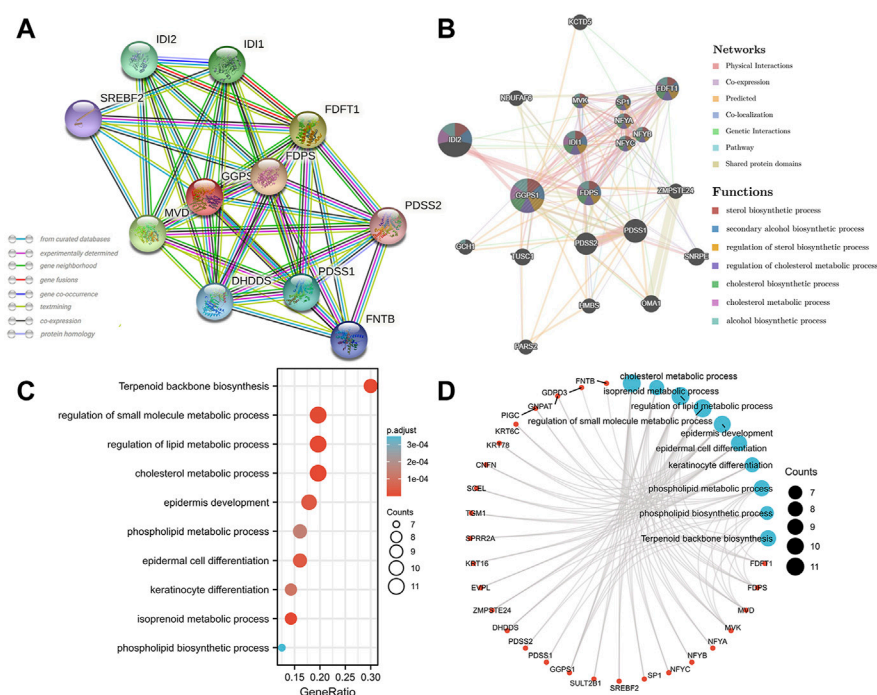 A
IDI2
IDI1
SREBF2
FDFT1
FDPS
GGPS
MVD
PDSS2
DHDDS
PDSS1
FNTB
from curated databases
experimentally determined
gene neighborhood
gene fusions
gene co-occurrence
textmining
co-expression
protein homology
B
KCTD5
NDUFAF6
MVK
SP1
FDFT1
NFYA
NFYB
NFYC
IDI2
IDI1
GGPS1
FDPS
ZMPSTE24
PDSS1
PDSS2
GCH1
TUSC1
SNRPE
HMBS
OMA1
Networks
Physical Interactions
Co-expression
Predicted
Co-localization
Genetic Interactions
Pathway
Shared protein domains
Functions
sterol biosynthetic process
secondary alcohol biosynthetic process
regulation of sterol biosynthetic process
regulation of cholesterol metabolic process
cholesterol biosynthetic process
cholesterol metabolic process
alcohol biosynthetic process
C
Terpenoid backbone biosynthesis
regulation of small molecule metabolic process
regulation of lipid metabolic process
cholesterol metabolic process
epidermis development
phospholipid metabolic process
epidermal cell differentiation
keratinocyte differentiation
isoprenoid metabolic process
phospholipid biosynthetic process
0.15 0.20 0.25 0.30
GeneRatio
p.adjust
3e-04
2e-04
1e-04
Counts
7
8
9
10
11
D
cholesterol metabolic process
isoprenoid metabolic process
regulation of lipid metabolic process
regulation of small molecule metabolic process
epidermis development
epidermal cell differentiation
keratinocyte differentiation
phospholipid metabolic process
phospholipid biosynthetic process
Terpenoid backbone biosynthesis
FDFT1
FDPS
MVD
MVK
NFYA
NFYB
NFYC
SP1
SREBF2
SULT2B1
GGPS1
PDSS1
PDSS2
DHDDS
ZMPSTE24
EVPL
KRT16
SPRR2A
TGM1
SCEL
CNFN
KRT78
KRT6C
PIGC
GNPAT
GDPD3
FNTB
Counts
7
8
9
10
11